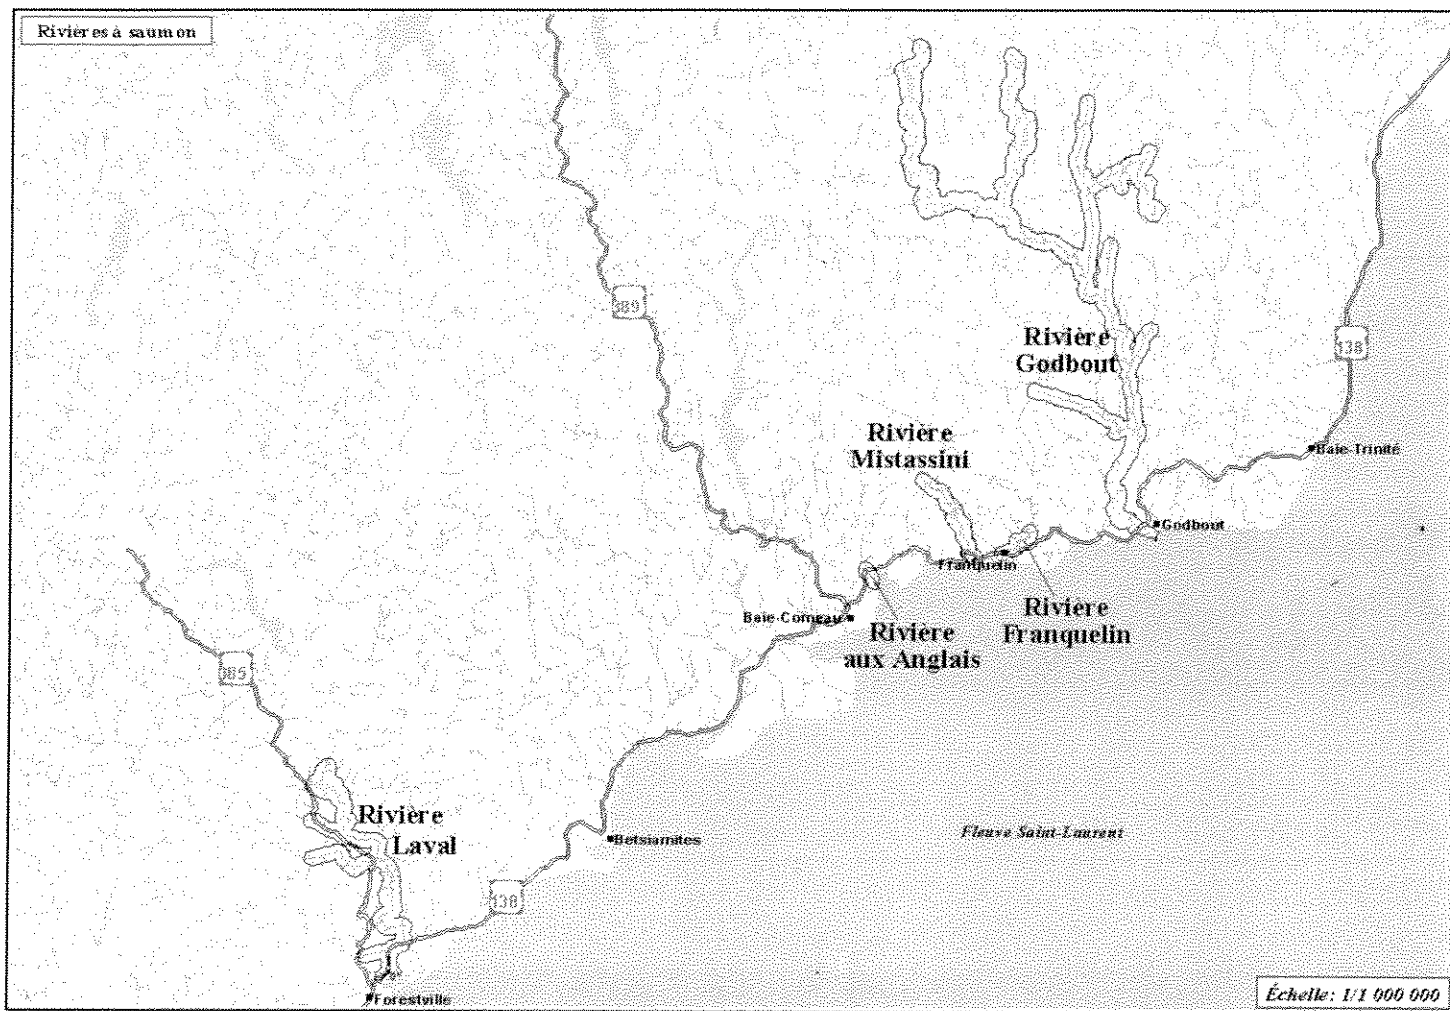 Rivières à saumon
389
Rivière
Godbout
138
Rivière
Mistassini
Baie-Trinité
Godbout
Franquelin
Rivière
Franquelin
Baie-Comeau
Rivière
aux Anglais
385
Rivière
Laval
Betsiamites
Fleuve Saint-Laurent
138
Forestville
Échelle: 1/1 000 000